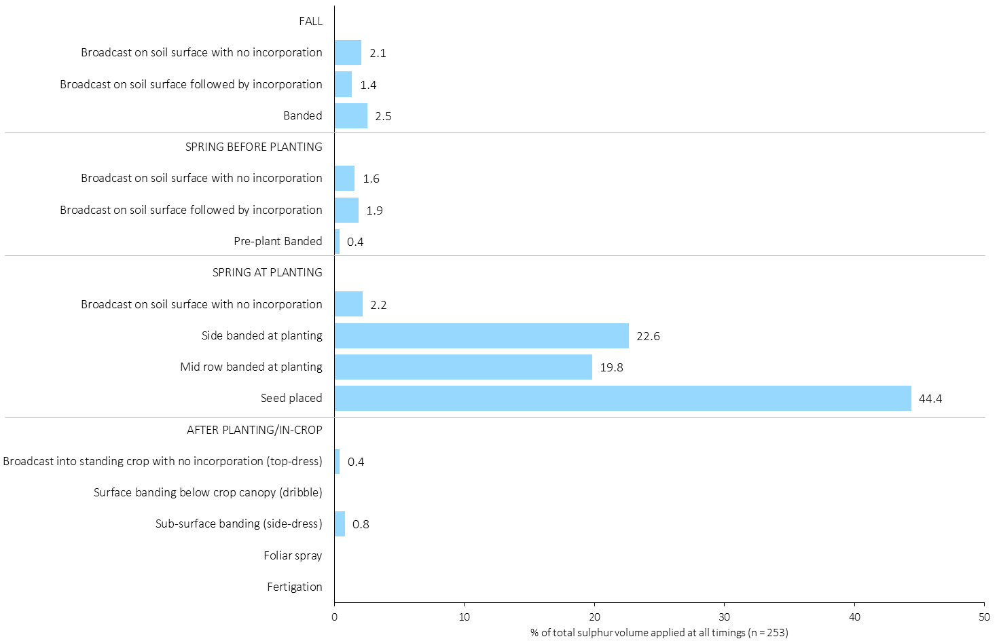 FALL
Broadcast on soil surface with no incorporation 2.1
Broadcast on soil surface followed by incorporation 1.4
Banded 2.5
SPRING BEFORE PLANTING
Broadcast on soil surface with no incorporation 1.6
Broadcast on soil surface followed by incorporation 1.9
Pre-plant Banded 0.4
SPRING AT PLANTING
Broadcast on soil surface with no incorporation 2.2
Side banded at planting 22.6
Mid row banded at planting 19.8
Seed placed 44.4
AFTER PLANTING/IN-CROP
Broadcast into standing crop with no incorporation (top-dress) 0.4
Surface banding below crop canopy (dribble)
Sub-surface banding (side-dress) 0.8
Foliar spray
Fertigation
0 10 20 30 40 50
% of total sulphur volume applied at all timings (n = 253)